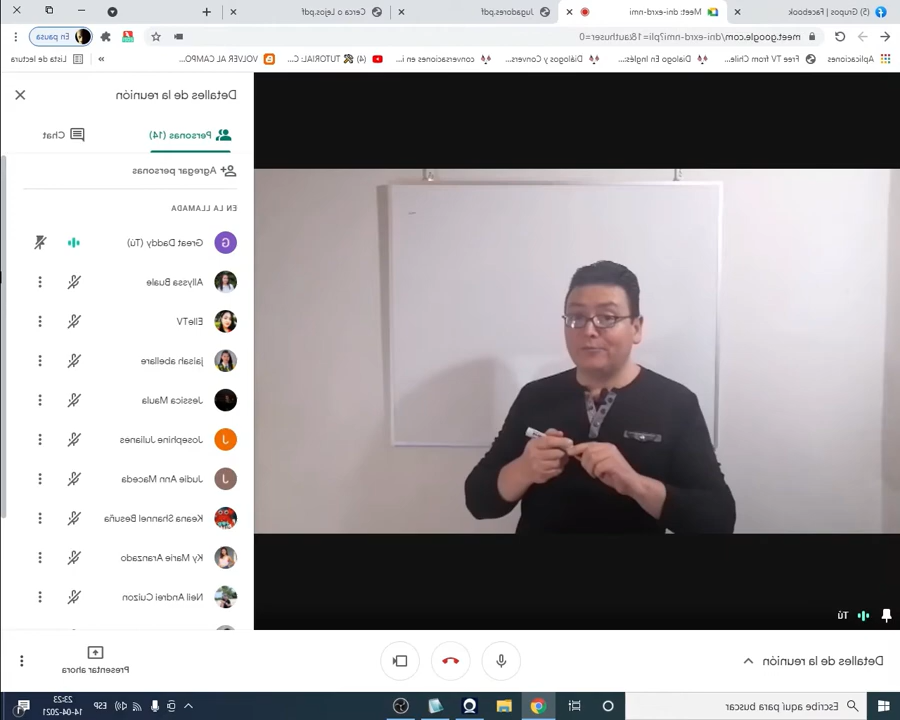 (5) Grupos | Facebook
Meet: dni-exrd-nmi
Jugadores.pdf
Cerca o Lejos.pdf
meet.google.com/dni-exrd-nmi?pli=1&authuser=0
En pausa
Aplicaciones
Free TV from Chile,...
Dialogo en Inglés...
Diálogos y Convers...
conversaciones en i...
(4) TUTORIAL: C...
VOLVER AL CAMPO
»
Lista de lectura
Detalles de la reunión
Personas (14)
Chat
Agregar personas
EN LA LLAMADA
Great Daddy (Tú)
Allyssa Buale
ElleTV
jaisah abellare
Jessica Maula
Josephine Julianes
Judie Ann Maceda
Keana Shannel Besuña
Ky Marie Aranzado
Neil Andrei Cuizon
Tú
Detalles de la reunión
Presentar ahora
Escribe aquí para buscar
ESP
23:23
14-04-2021